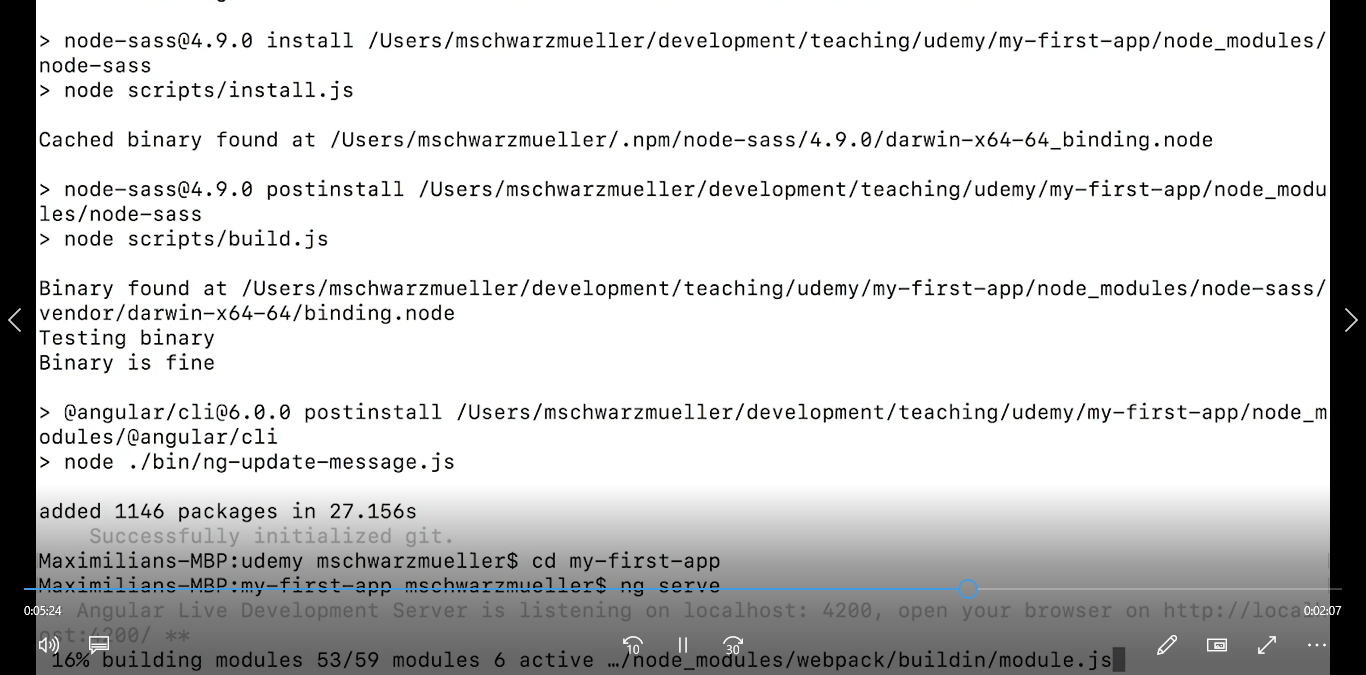 > node-sass@4.9.0 install /Users/mschwarzmueller/development/teaching/udemy/my-first-app/node_modules/
node-sass
> node scripts/install.js
Cached binary found at /Users/mschwarzmueller/.npm/node-sass/4.9.0/darwin-x64-64_binding.node
> node-sass@4.9.0 postinstall /Users/mschwarzmueller/development/teaching/udemy/my-first-app/node_modu
les/node-sass
> node scripts/build.js
Binary found at /Users/mschwarzmueller/development/teaching/udemy/my-first-app/node_modules/node-sass/
vendor/darwin-x64-64/binding.node
Testing binary
Binary is fine
> @angular/cli@6.0.0 postinstall /Users/mschwarzmueller/development/teaching/udemy/my-first-app/node_m
odules/@angular/cli
> node ./bin/ng-update-message.js
added 1146 packages in 27.156s
Successfully initialized git.
Maximilians-MBP:udemy mschwarzmueller$ cd my-first-app
Maximilians-MBP:my-first-app mschwarzmueller$ ng serve
Angular Live Development Server is listening on localhost: 4200, open your browser on http://local
0:05:24
0:02:07
ost:4200/ **
10
30
16% building modules 53/59 modules 6 active …/node_modules/webpack/buildin/module.js